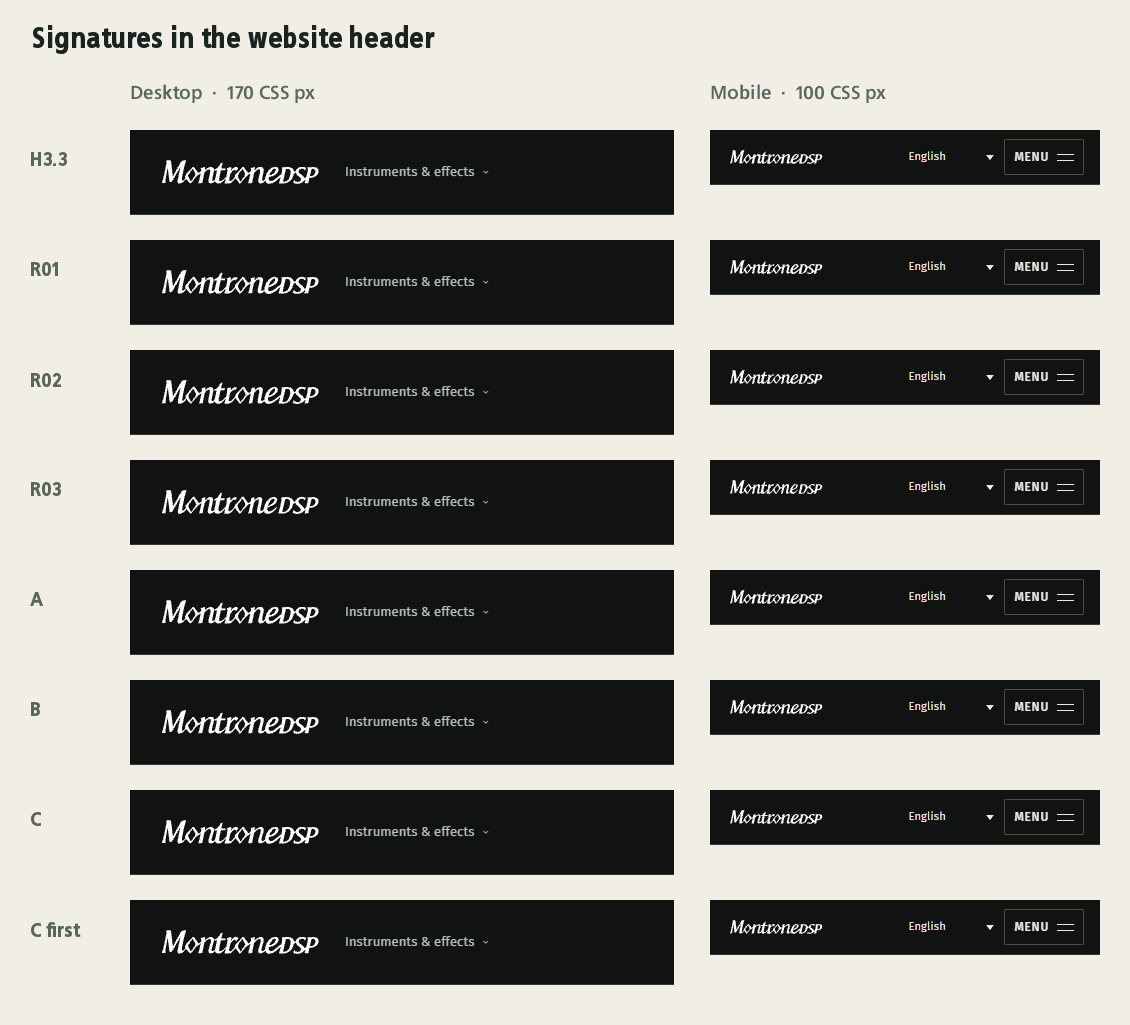 Signatures in the website header
Desktop · 170 CSS px Mobile · 100 CSS px
H3.3 MontroneDSP Instruments & effects MontroneDSP English MENU
R01 MontroneDSP Instruments & effects MontroneDSP English MENU
R02 MontroneDSP Instruments & effects MontroneDSP English MENU
R03 MontroneDSP Instruments & effects MontroneDSP English MENU
A MontroneDSP Instruments & effects MontroneDSP English MENU
B MontroneDSP Instruments & effects MontroneDSP English MENU
C MontroneDSP Instruments & effects MontroneDSP English MENU
C first MontroneDSP Instruments & effects MontroneDSP English MENU